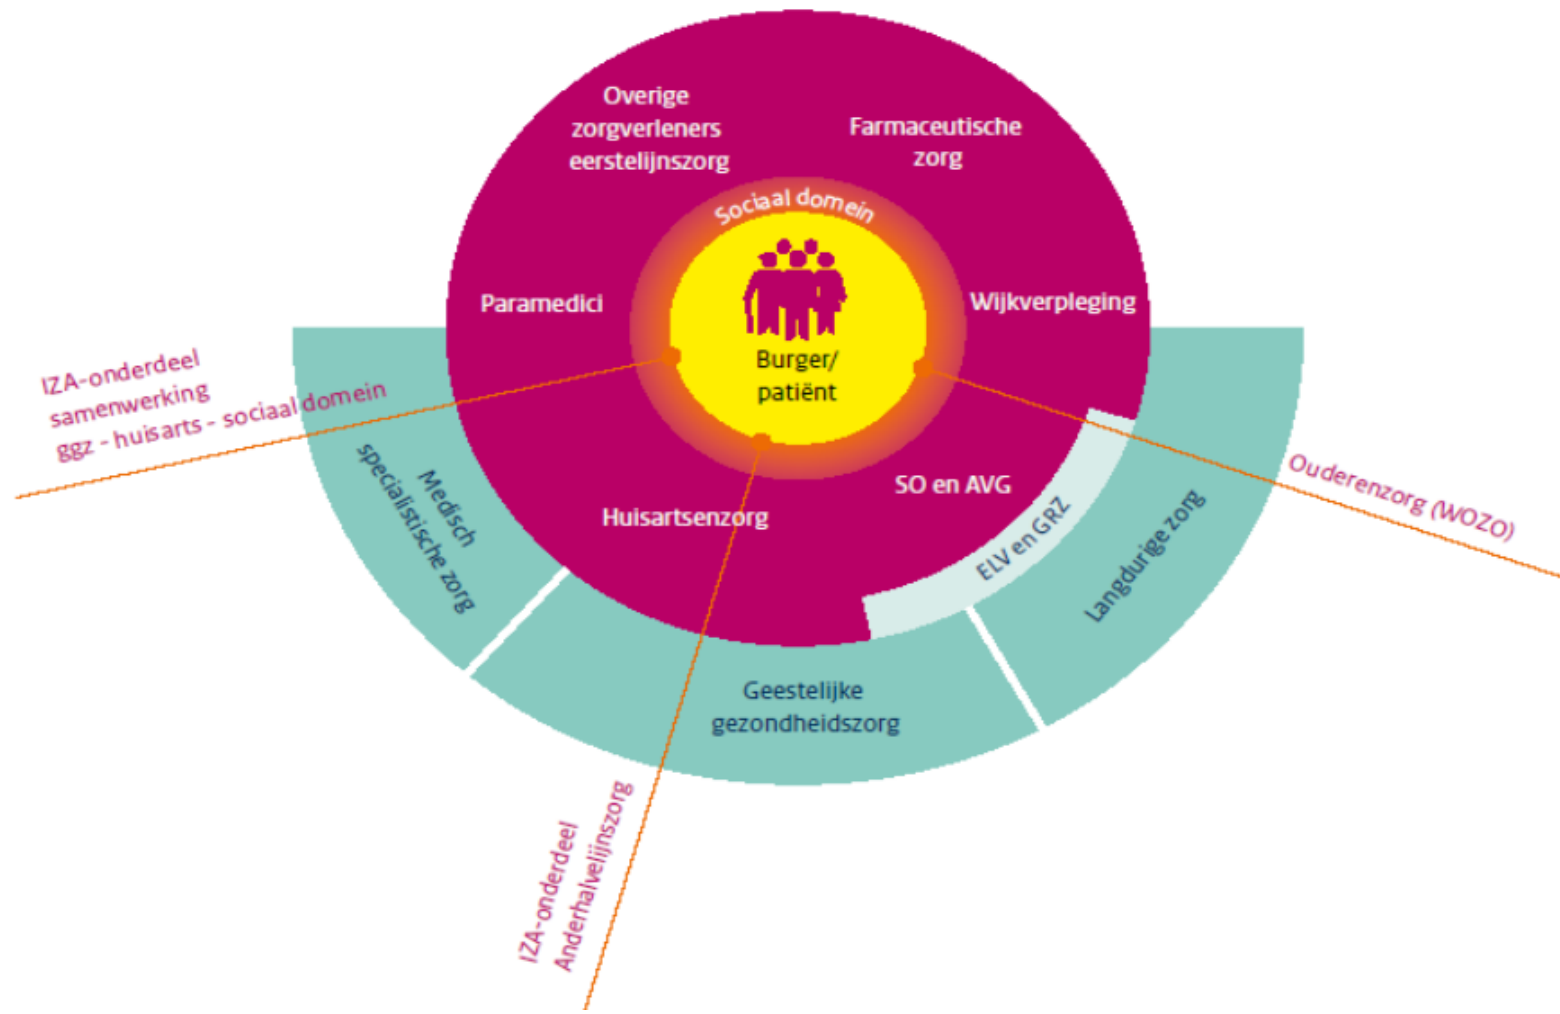 Overige
zorgverleners
eerstelijnszorg
Farmaceutische
zorg
Sociaal domein
Paramedici
Wijkverpleging
Burger/
patiënt
IZA-onderdeel
samenwerking
ggz - huisarts - sociaal domein
Medisch
specialistische zorg
Huisartsenzorg
SO en AVG
ELV en GRZ
Langdurige zorg
Ouderenzorg (WOZO)
Geestelijke
gezondheidszorg
IZA-onderdeel
Anderhalvelijnszorg